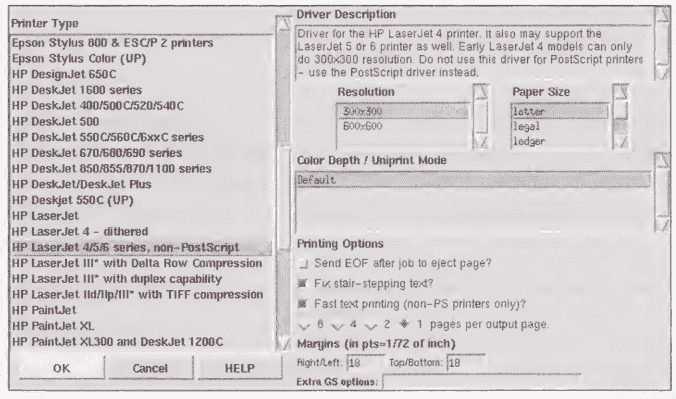 Printer Type
Epson Stylus 800 & ESC/P 2 printers
Epson Stylus Color (UP)
HP DesignJet 650C
HP DeskJet 1600 series
HP DeskJet 400/500C/520/540C
HP DeskJet 500
HP DeskJet 550C/560C/6xxC series
HP DeskJet 670/680/690 series
HP DeskJet 850/855/870/1100 series
HP DeskJet/DeskJet Plus
HP Deskjet 550C (UP)
HP LaserJet
HP LaserJet 4 - dithered
HP LaserJet 4/5/6 series, non-PostScript
HP LaserJet III* with Delta Row Compression
HP LaserJet III* with duplex capability
HP LaserJet IId/IIp/III* with TIFF compression
HP PaintJet
HP PaintJet XL
HP PaintJet XL300 and DeskJet 1200C
OK Cancel HELP
Driver Description
Driver for the HP LaserJet 4 printer. It also may support the
LaserJet 5 or 6 printer as well. Early LaserJet 4 models can only
do 300x300 resolution. Do not use this driver for PostScript printers
- use the PostScript driver instead.
Resolution
300x300
600x600
Paper Size
letter
legal
ledger
Color Depth / Uniprint Mode
Default
Printing Options
Send EOF after job to eject page?
Fix stair-stepping text?
Fast text printing (non-PS printers only)?
8 4 2 1 pages per output page.
Margins (in pts=1/72 of inch)
Right/Left: 18 Top/Bottom: 18
Extra GS options: